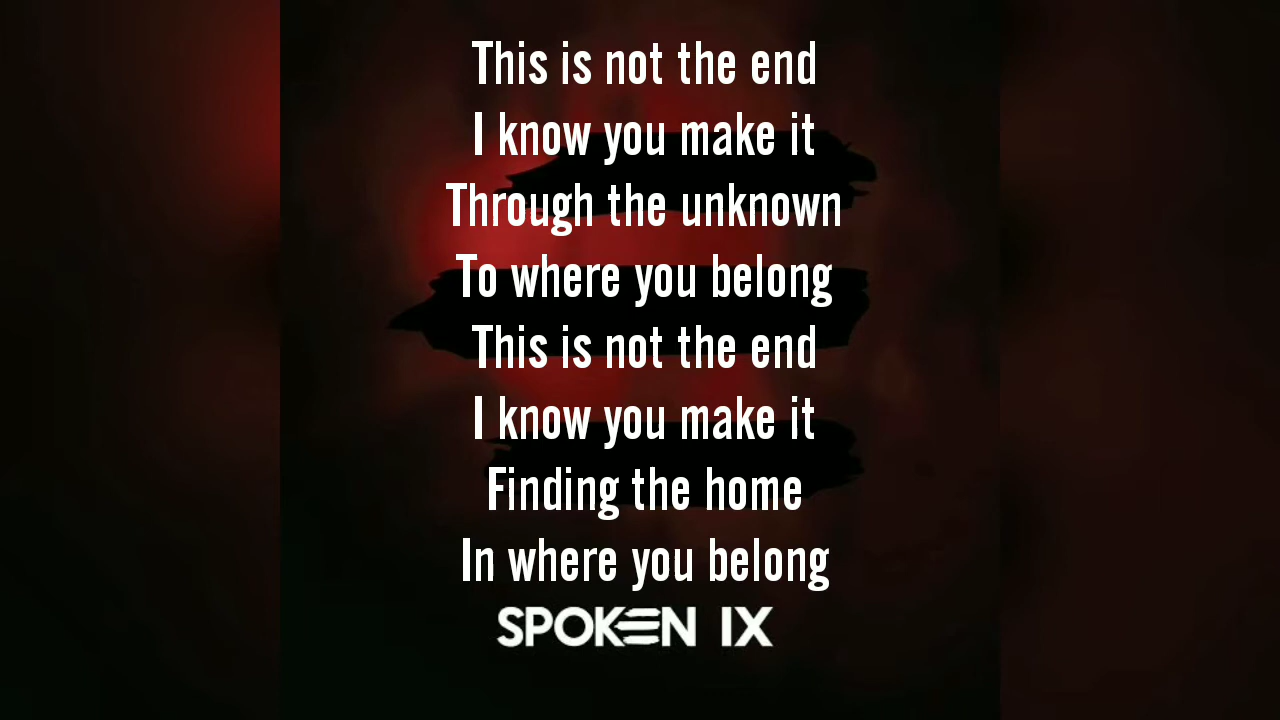 This is not the end
I know you make it
Through the unknown
To where you belong
This is not the end
I know you make it
Finding the home
In where you belong
SPOKEN IX